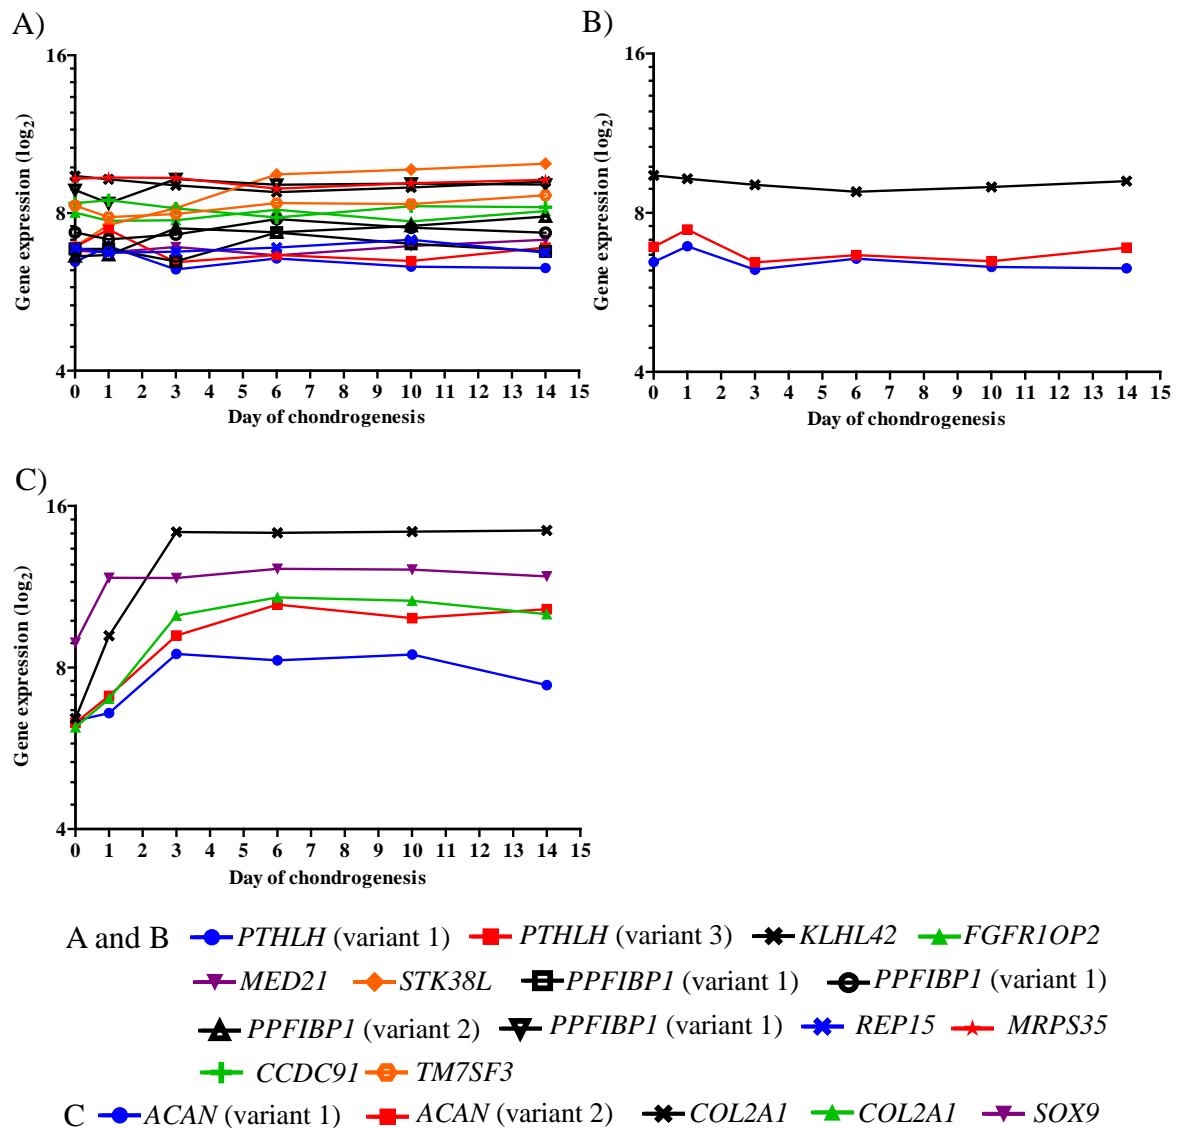 A)
16
8
4
Gene expression (log2)
0 1 2 3 4 5 6 7 8 9 10 11 12 13 14 15
Day of chondrogenesis
B)
16
8
4
Gene expression (log2)
0 1 2 3 4 5 6 7 8 9 10 11 12 13 14 15
Day of chondrogenesis
C)
16
8
4
Gene expression (log2)
0 1 2 3 4 5 6 7 8 9 10 11 12 13 14 15
Day of chondrogenesis
A and B PTHLH (variant 1) PTHLH (variant 3) KLHL42 FGFR1OP2
MED21 STK38L PPFIBP1 (variant 1) PPFIBP1 (variant 1)
PPFIBP1 (variant 2) PPFIBP1 (variant 1) REP15 MRPS35
CCDC91 TM7SF3
C ACAN (variant 1) ACAN (variant 2) COL2A1 COL2A1 SOX9